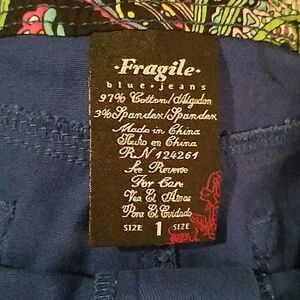 ·Fragile·
blue·jeans
97% Cotton/Algodon
3% Spandex/Spandex
Made in China
Hecho en China
RN 124261
See Reverse
For Care
Vea El Atras
Para El Cuidado
SIZE 1 SIZE